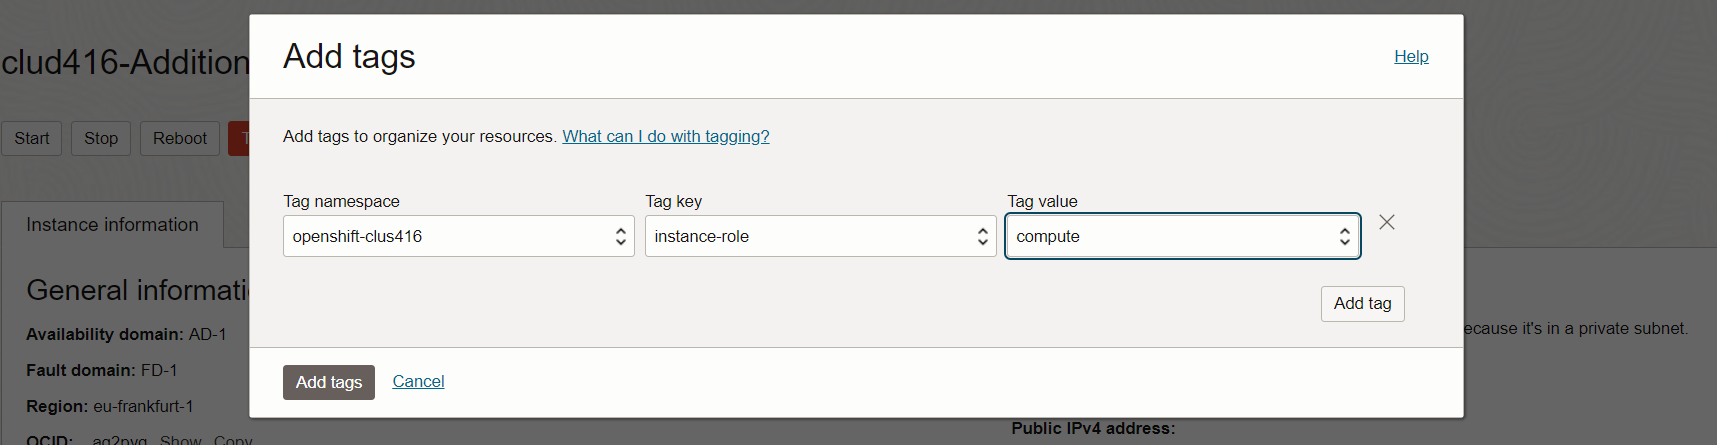 clud416-Addition
Add tags
Help
Start Stop Reboot T
Add tags to organize your resources. What can I do with tagging?
Tag namespace Tag key Tag value
openshift-clus416 instance-role compute
Instance information
Add tag
General informati
Availability domain: AD-1
ecause it's in a private subnet.
Fault domain: FD-1
Add tags Cancel
Region: eu-frankfurt-1
Public IPv4 address:
OCID: ...ag2pyq Show Copy